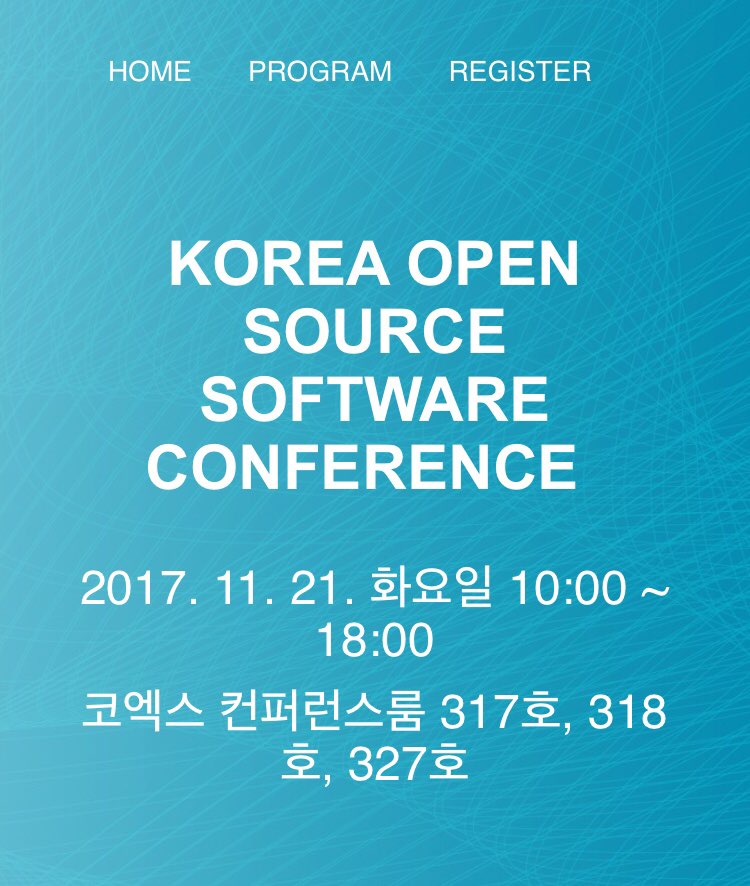 HOME PROGRAM REGISTER
KOREA OPEN
SOURCE
SOFTWARE
CONFERENCE
2017. 11. 21. 화요일 10:00 ~
18:00
코엑스 컨퍼런스룸 317호, 318
호, 327호